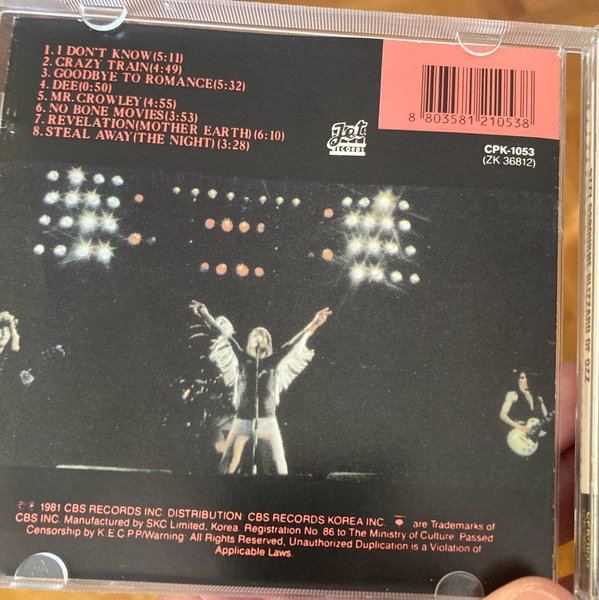 1. I DON'T KNOW(5:11)
2. CRAZY TRAIN(4:49)
3. GOODBYE TO ROMANCE(5:32)
4. DEE(0:50)
5. MR. CROWLEY(4:55)
6. NO BONE MOVIES(3:53)
7. REVELATION(MOTHER EARTH)(6:10)
8. STEAL AWAY(THE NIGHT)(3:28)
Jet
RECORDS
8 803581 210538
CPK-1053
(ZK 36812)
OZZY OSBOURNE BLIZZARD OF OZZ
© ℗ 1981 CBS RECORDS INC. DISTRIBUTION CBS RECORDS KOREA INC. are Trademarks of
CBS INC. Manufactured by SKC Limited, Korea. Registration No. 86 to The Ministry of Culture. Passed
Censorship by K.E.C.P.P/Warning: All Rights Reserved, Unauthorized Duplication is a Violation of
Applicable Laws